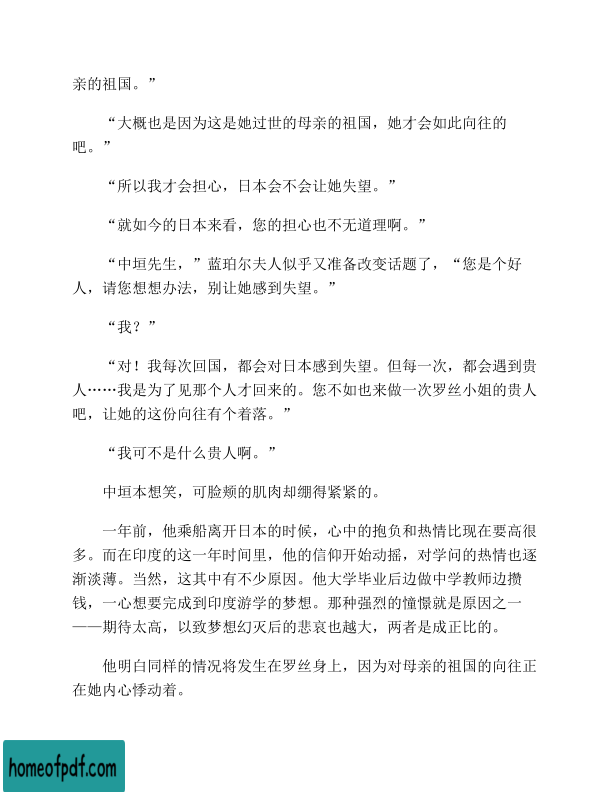 亲的祖国。”
“大概也是因为这是她过世的母亲的祖国，她才会如此向往的
吧。”
“所以我才会担心，日本会不会让她失望。”
“就如今的日本来看，您的担心也不无道理啊。”
“中垣先生，”蓝珀尔夫人似乎又准备改变话题了，“您是个好
人，请您想想办法，别让她感到失望。”
“我？”
“对！我每次回国，都会对日本感到失望。但每一次，都会遇到贵
人……我是为了见那个人才回来的。您不如也来做一次罗丝小姐的贵人
吧，让她的这份向往有个着落。”
“我可不是什么贵人啊。”
中垣本想笑，可脸颊的肌肉却绷得紧紧的。
一年前，他乘船离开日本的时候，心中的抱负和热情比现在要高很
多。而在印度的这一年时间里，他的信仰开始动摇，对学问的热情也逐
渐淡薄。当然，这其中有不少原因。他大学毕业后边做中学教师边攒
钱，一心想要完成到印度游学的梦想。那种强烈的憧憬就是原因之一
——期待太高，以致梦想幻灭后的悲哀也越大，两者是成正比的。
他明白同样的情况将发生在罗丝身上，因为对母亲的祖国的向往正
在她内心悸动着。
homeofpdf.com